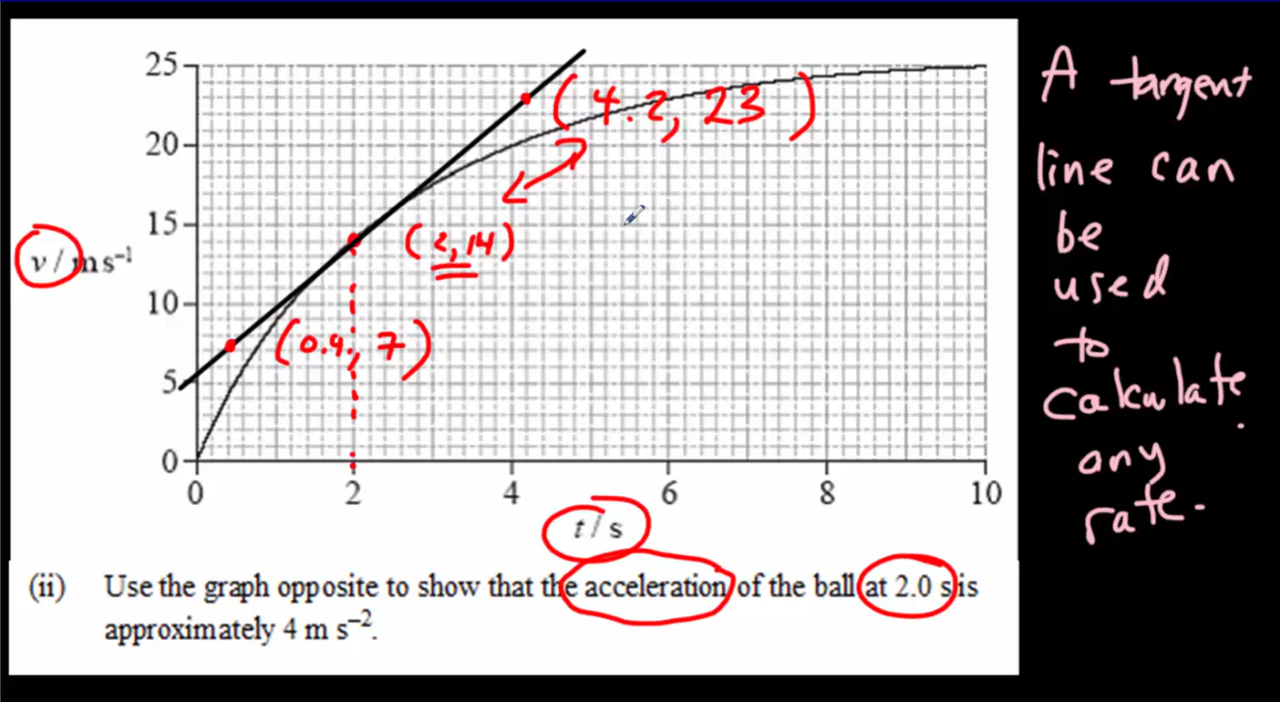 25
20
15
10
5
0
v / m s⁻¹
0 2 4 6 8 10
t / s
(4.2, 23)
(2, 14)
(0.4, 7)
(ii) Use the graph opposite to show that the acceleration of the ball at 2.0 s is
approximately 4 m s⁻².
A tangent
line can
be
used
to
calculate
any
rate.